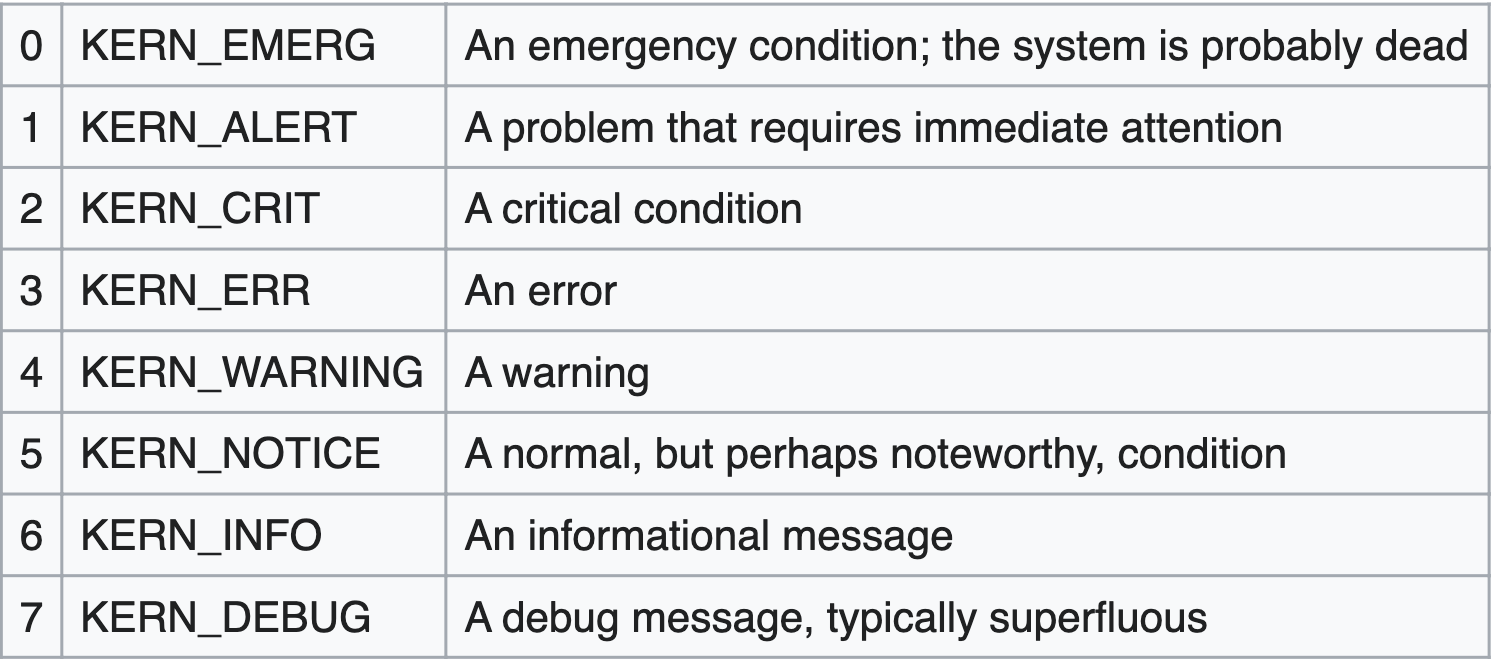 0 KERN_EMERG An emergency condition; the system is probably dead
1 KERN_ALERT A problem that requires immediate attention
2 KERN_CRIT A critical condition
3 KERN_ERR An error
4 KERN_WARNING A warning
5 KERN_NOTICE A normal, but perhaps noteworthy, condition
6 KERN_INFO An informational message
7 KERN_DEBUG A debug message, typically superfluous